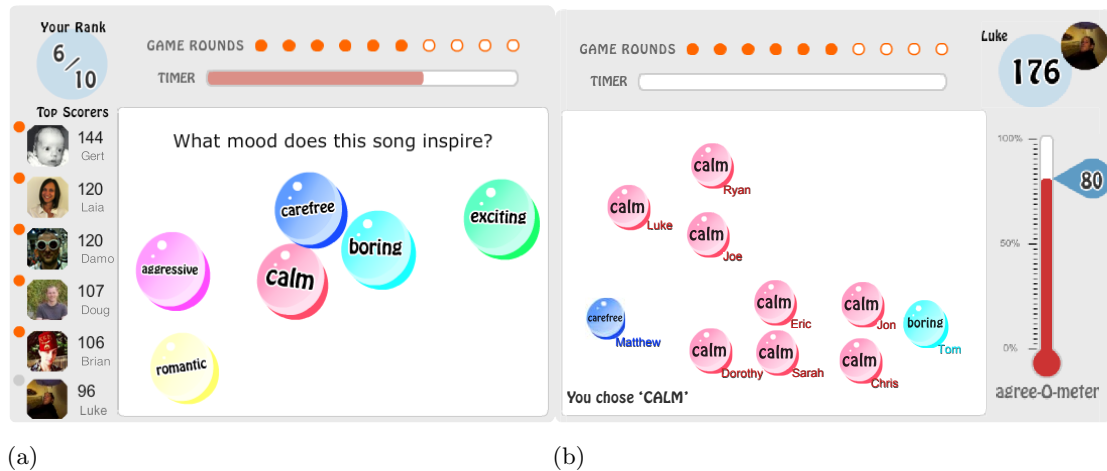 Your Rank
6/10
GAME ROUNDS
TIMER
Top Scorers
144
Gert
120
Laia
120
Damo
107
Doug
106
Brian
96
Luke
What mood does this song inspire?
carefree
exciting
boring
aggressive
calm
romantic
(a)
GAME ROUNDS
TIMER
Luke
176
calm
Ryan
calm
Luke
calm
Joe
carefree
Matthew
calm
Eric
calm
Jon
boring
Tom
calm
Dorothy
calm
Sarah
calm
Chris
You chose ‘CALM’
100%
80
50%
0%
agree-O-meter
(b)